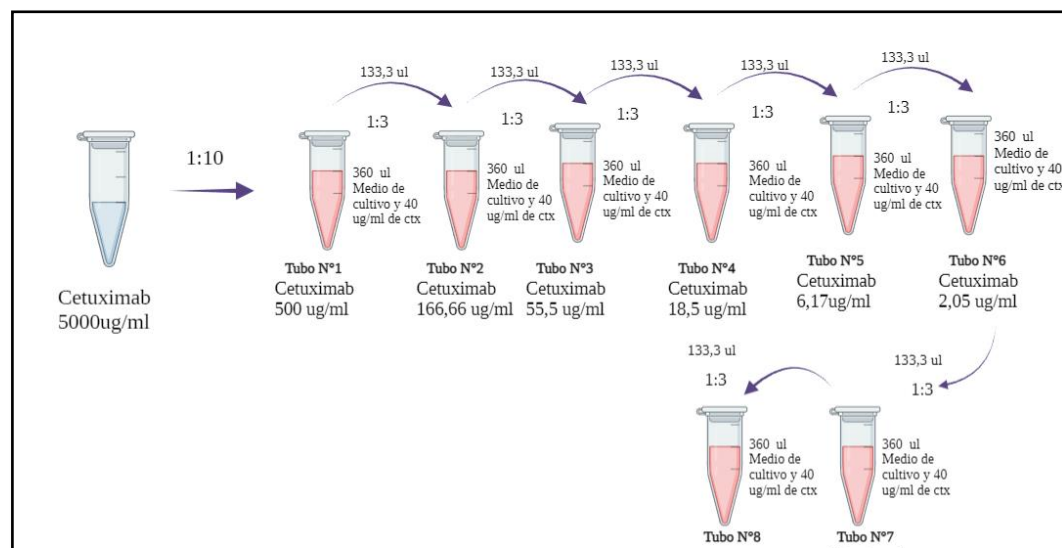 133,3 ul
133,3 ul
133,3 ul
133,3 ul
133,3 ul
1:10
1:3
1:3
1:3
1:3
1:3
360 ul
Medio de
cultivo y 40
ug/ml de ctx
360 ul
Medio de
cultivo y 40
ug/ml de ctx
360 ul
Medio de
cultivo y 40
ug/ml de ctx
360 ul
Medio de
cultivo y 40
ug/ml de ctx
360 ul
Medio de
cultivo y 40
ug/ml de ctx
360 ul
Medio de
cultivo y 40
ug/ml de ctx
Cetuximab
5000ug/ml
Tubo N°1
Cetuximab
500 ug/ml
Tubo N°2
Cetuximab
166,66 ug/ml
Tubo N°3
Cetuximab
55,5 ug/ml
Tubo N°4
Cetuximab
18,5 ug/ml
Tubo N°5
Cetuximab
6,17ug/ml
Tubo N°6
Cetuximab
2,05 ug/ml
133,3 ul
1:3
133,3 ul
1:3
360 ul
Medio de
cultivo y 40
ug/ml de ctx
360 ul
Medio de
cultivo y 40
ug/ml de ctx
Tubo N°8
Tubo N°7